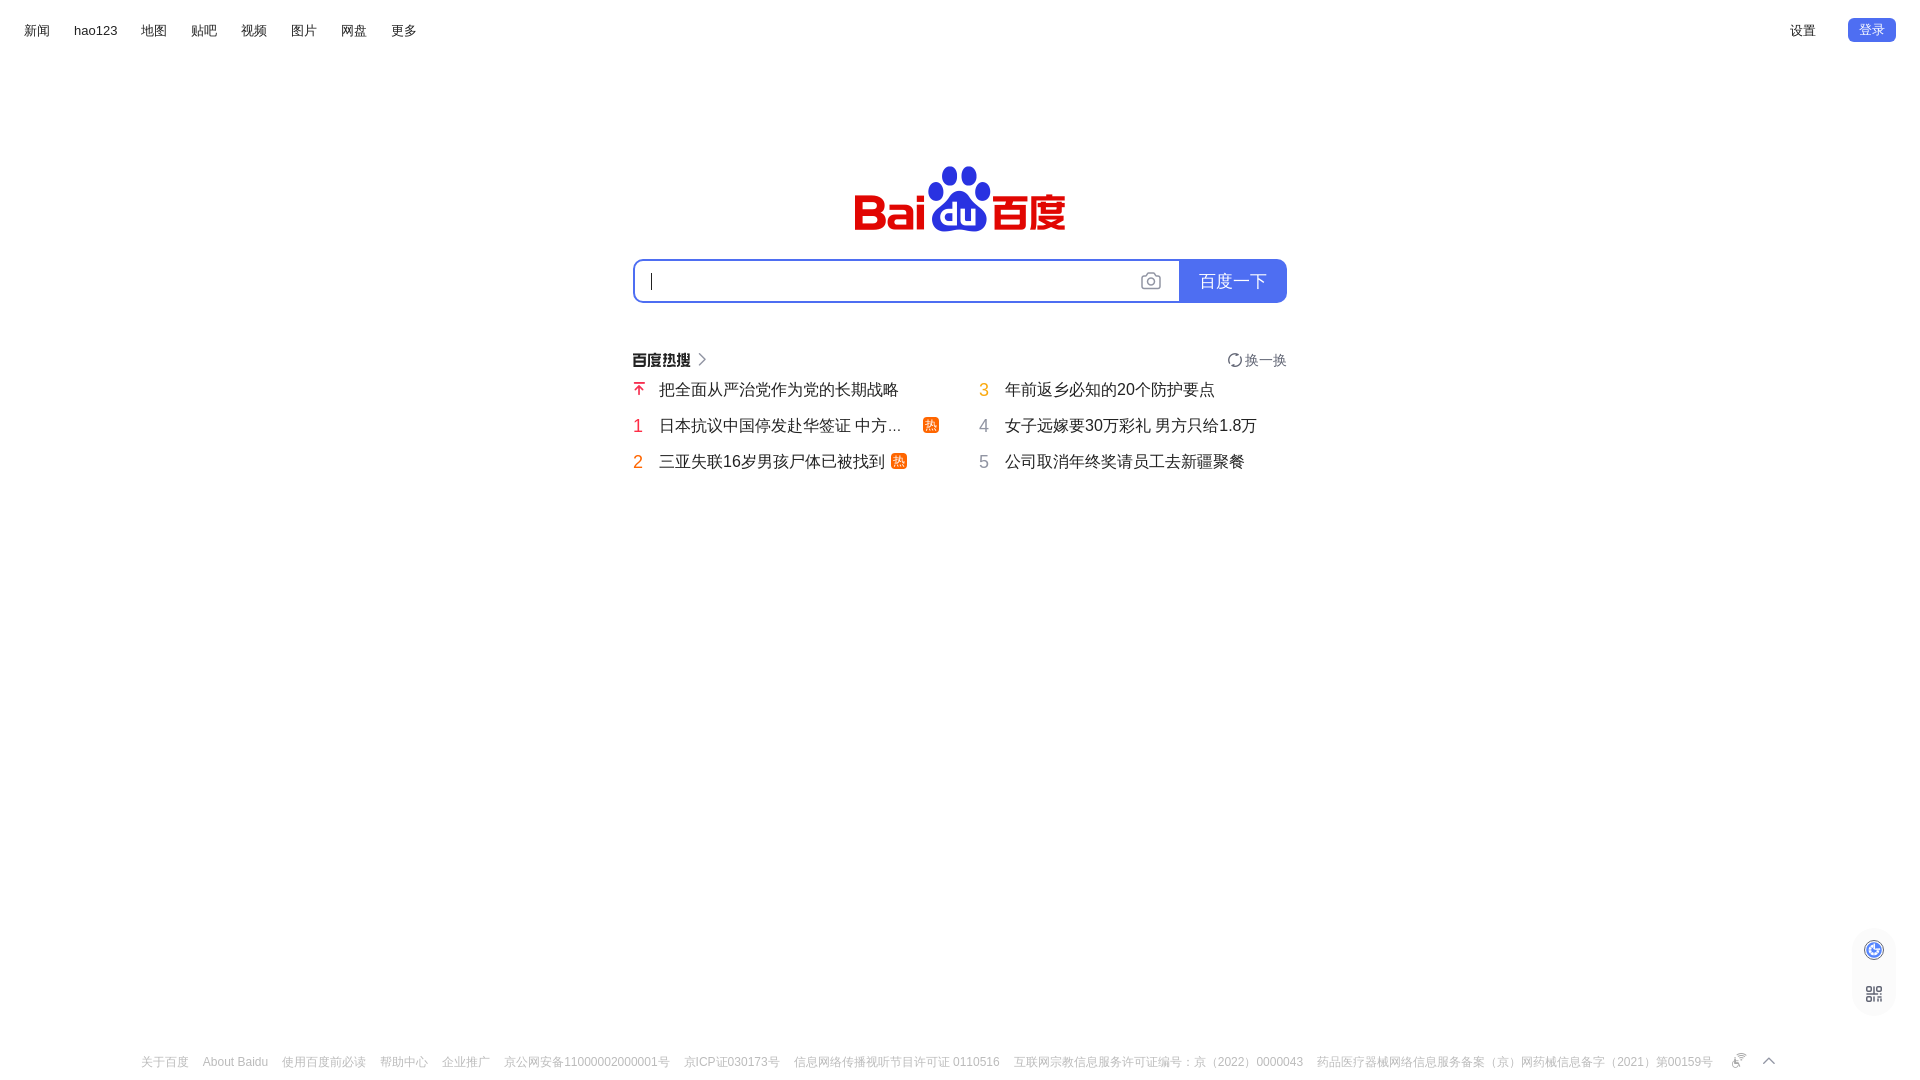 新闻 hao123 地图 贴吧 视频 图片 网盘 更多 设置 登录
Bai du 百度
百度一下
百度热搜 换一换
把全面从严治党作为党的长期战略
1 日本抗议中国停发赴华签证 中方... 热
2 三亚失联16岁男孩尸体已被找到 热
3 年前返乡必知的20个防护要点
4 女子远嫁要30万彩礼 男方只给1.8万
5 公司取消年终奖请员工去新疆聚餐
关于百度 About Baidu 使用百度前必读 帮助中心 企业推广 京公网安备11000002000001号 京ICP证030173号 信息网络传播视听节目许可证 0110516 互联网宗教信息服务许可证编号：京（2022）0000043 药品医疗器械网络信息服务备案（京）网药械信息备字（2021）第00159号